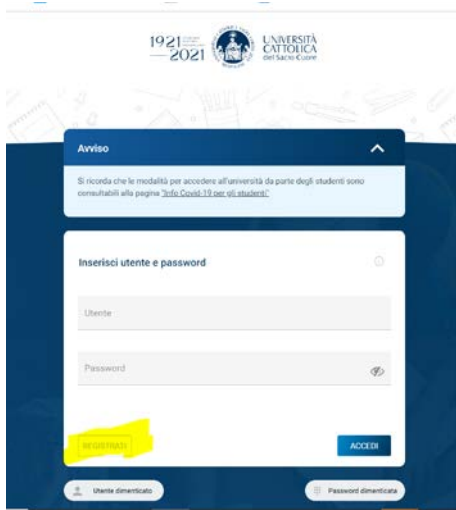 1921
2021
UNIVERSITÀ
CATTOLICA
del Sacro Cuore
Avviso
Si ricorda che le modalità per accedere all'università da parte degli studenti sono
consultabili alla pagina "Info Covid-19 per gli studenti"
Inserisci utente e password
Utente
Password
REGISTRATI
ACCEDI
Utente dimenticato
Password dimenticata